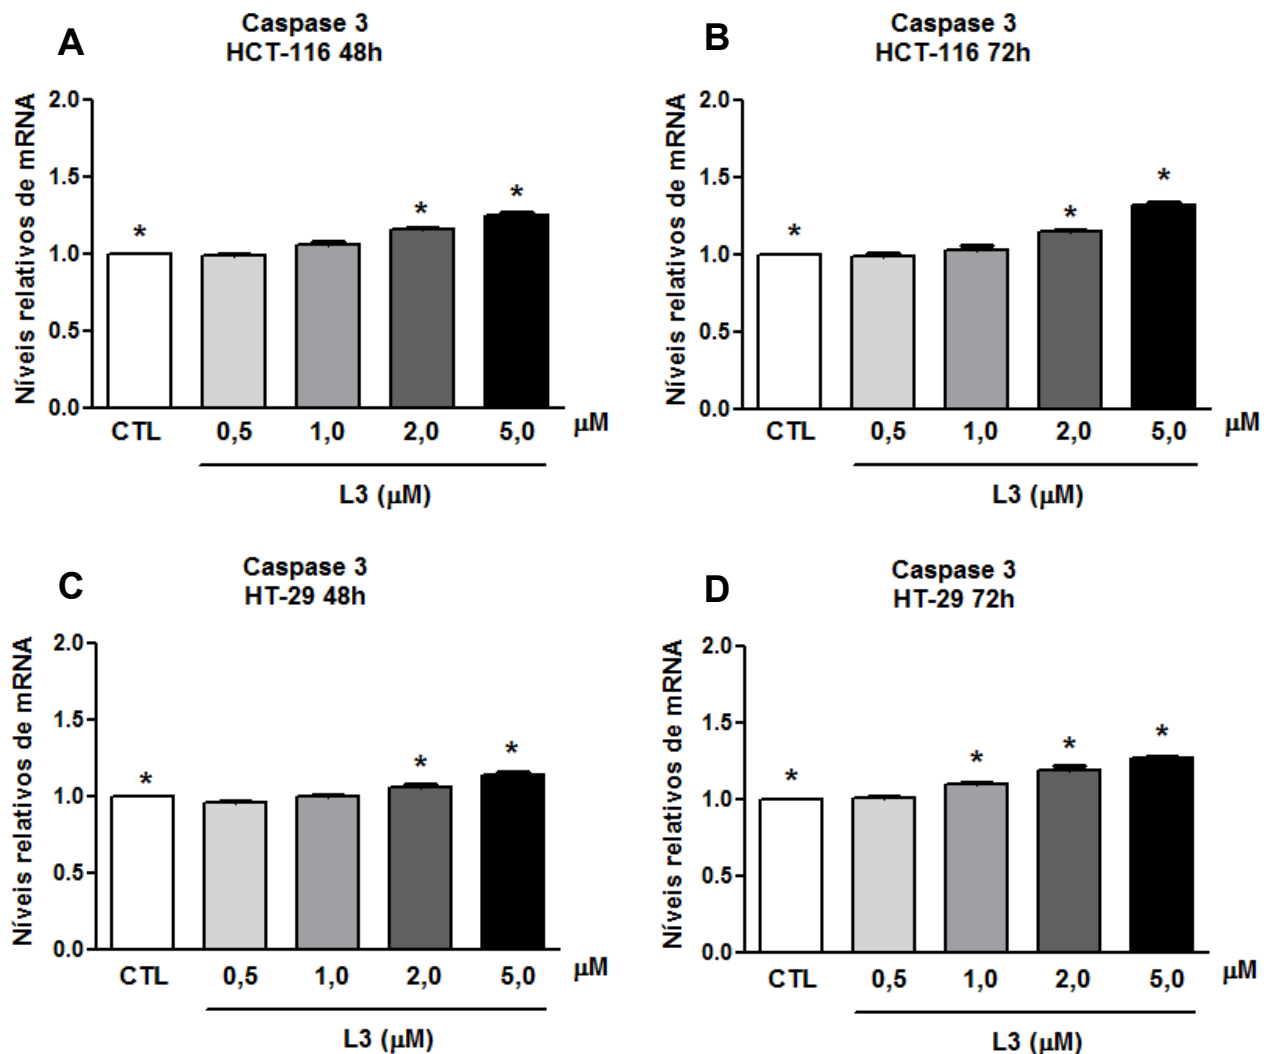 A
Caspase 3
HCT-116 48h
Níveis relativos de mRNA
2.0
1.5
1.0
0.5
0.0
*
*
*
CTL
0,5
1,0
2,0
5,0
µM
L3 (µM)
B
Caspase 3
HCT-116 72h
Níveis relativos de mRNA
2.0
1.5
1.0
0.5
0.0
*
*
*
CTL
0,5
1,0
2,0
5,0
µM
L3 (µM)
C
Caspase 3
HT-29 48h
Níveis relativos de mRNA
2.0
1.5
1.0
0.5
0.0
*
*
*
CTL
0,5
1,0
2,0
5,0
µM
L3 (µM)
D
Caspase 3
HT-29 72h
Níveis relativos de mRNA
2.0
1.5
1.0
0.5
0.0
*
*
*
*
CTL
0,5
1,0
2,0
5,0
µM
L3 (µM)